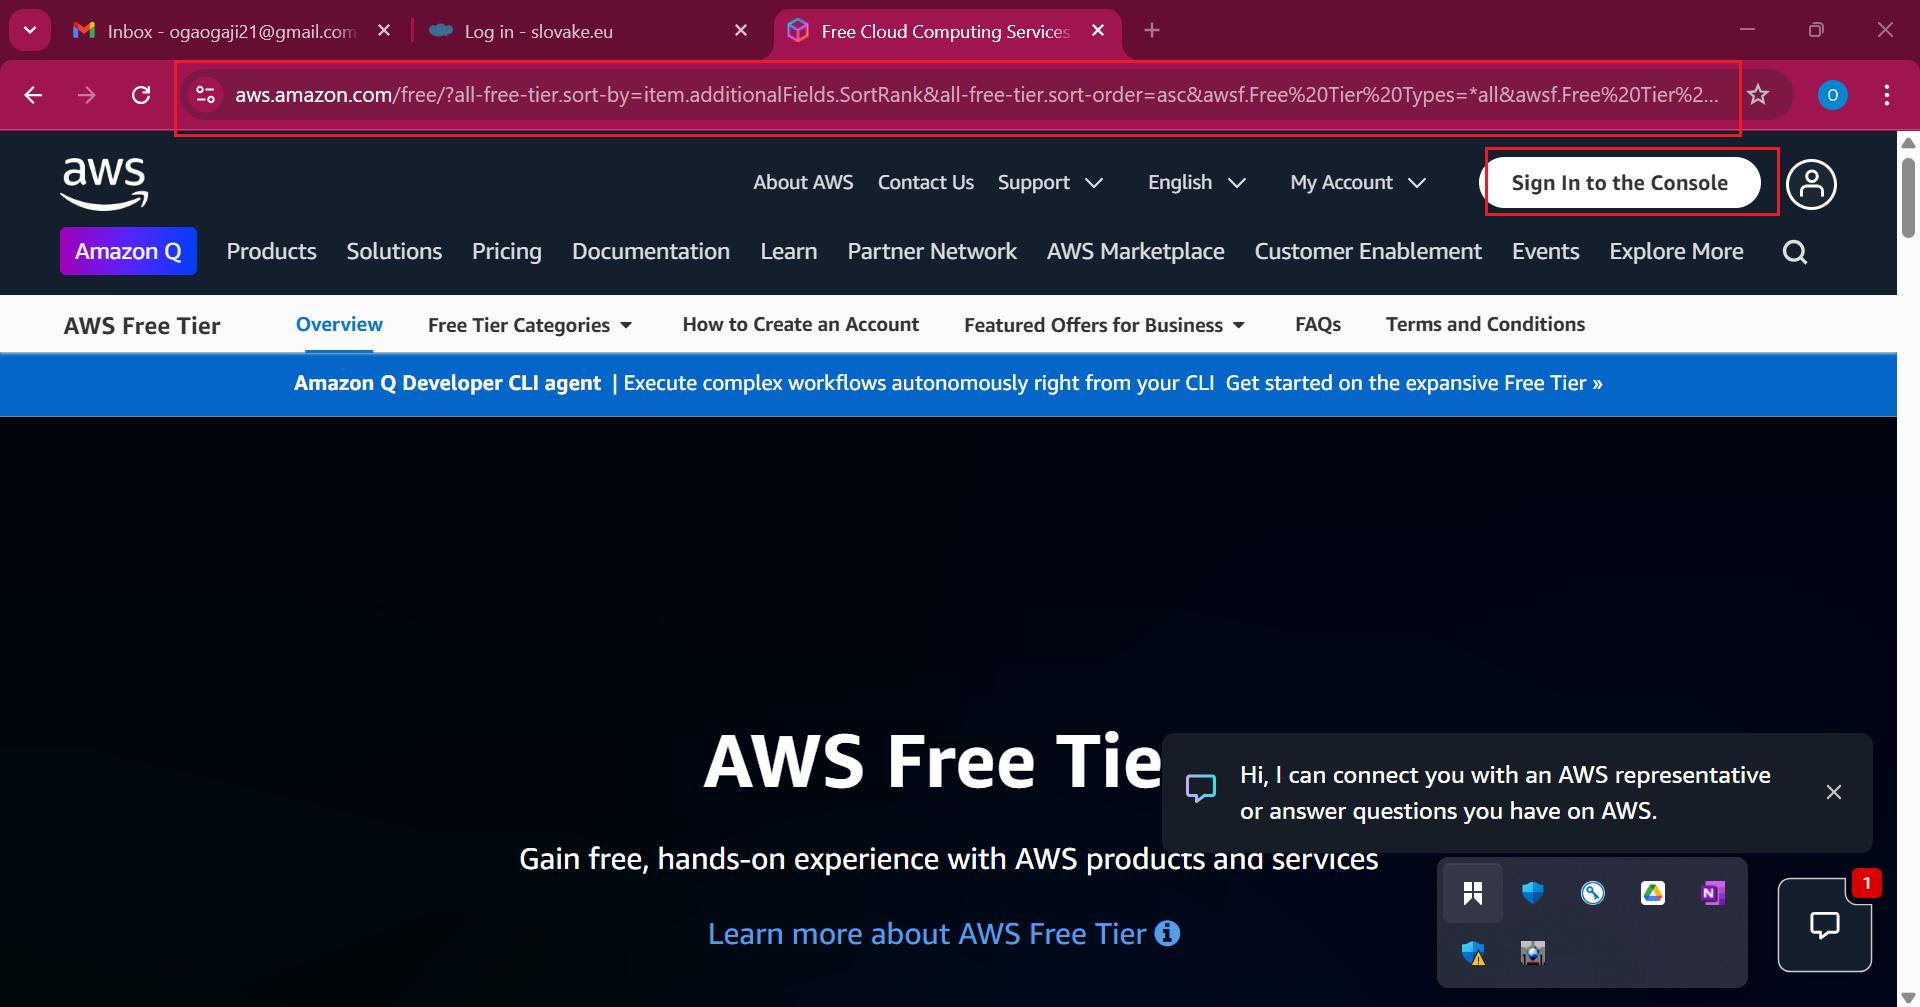 Inbox - ogaogaji21@gmail.com
Log in - slovake.eu
Free Cloud Computing Services
aws.amazon.com/free/?all-free-tier.sort-by=item.additionalFields.SortRank&all-free-tier.sort-order=asc&awsf.Free%20Tier%20Types=*all&awsf.Free%20Tier%2...
O
aws
About AWS
Contact Us
Support
English
My Account
Sign In to the Console
Amazon Q
Products
Solutions
Pricing
Documentation
Learn
Partner Network
AWS Marketplace
Customer Enablement
Events
Explore More
AWS Free Tier
Overview
Free Tier Categories
How to Create an Account
Featured Offers for Business
FAQs
Terms and Conditions
Amazon Q Developer CLI agent | Execute complex workflows autonomously right from your CLI Get started on the expansive Free Tier »
AWS Free Tie
Hi, I can connect you with an AWS representative
or answer questions you have on AWS.
Gain free, hands-on experience with AWS products and services
Learn more about AWS Free Tier
N
1